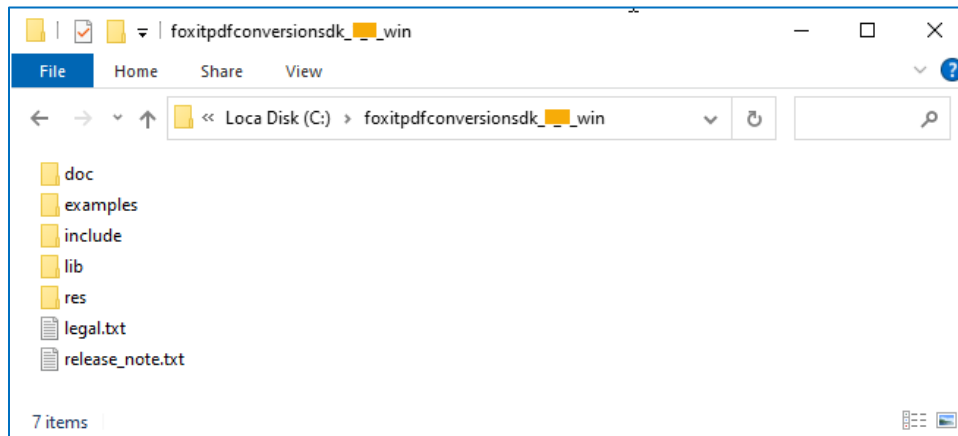 foxitpdfconversionsdk_ _ _win
File Home Share View ?
« Loca Disk (C:) › foxitpdfconversionsdk_ _ _win
doc
examples
include
lib
res
legal.txt
release_note.txt
7 items